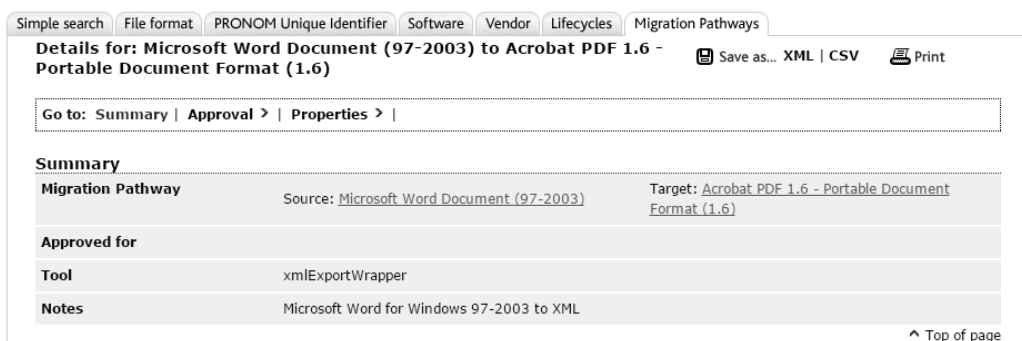 Simple search File format PRONOM Unique Identifier Software Vendor Lifecycles Migration Pathways
Details for: Microsoft Word Document (97-2003) to Acrobat PDF 1.6 -
Portable Document Format (1.6)
Save as... XML | CSV Print
Go to: Summary | Approval > | Properties > |
Summary
Migration Pathway
Source: Microsoft Word Document (97-2003)
Target: Acrobat PDF 1.6 - Portable Document
Format (1.6)
Approved for
Tool xmlExportWrapper
Notes Microsoft Word for Windows 97-2003 to XML
^ Top of page